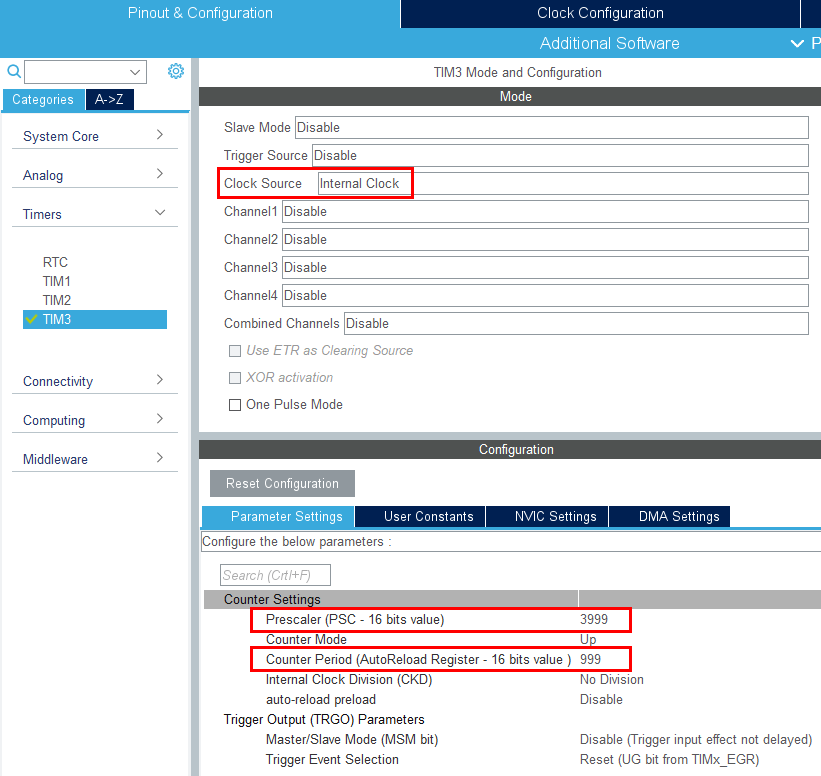 Pinout & Configuration
Clock Configuration
Additional Software
P
Categories
A->Z
System Core
Analog
Timers
RTC
TIM1
TIM2
TIM3
Connectivity
Computing
Middleware
TIM3 Mode and Configuration
Mode
Slave Mode Disable
Trigger Source Disable
Clock Source Internal Clock
Channel1 Disable
Channel2 Disable
Channel3 Disable
Channel4 Disable
Combined Channels Disable
Use ETR as Clearing Source
XOR activation
One Pulse Mode
Configuration
Reset Configuration
Parameter Settings
User Constants
NVIC Settings
DMA Settings
Configure the below parameters :
Search (Crtl+F)
Counter Settings
Prescaler (PSC - 16 bits value) 3999
Counter Mode Up
Counter Period (AutoReload Register - 16 bits value ) 999
Internal Clock Division (CKD) No Division
auto-reload preload Disable
Trigger Output (TRGO) Parameters
Master/Slave Mode (MSM bit) Disable (Trigger input effect not delayed)
Trigger Event Selection Reset (UG bit from TIMx_EGR)